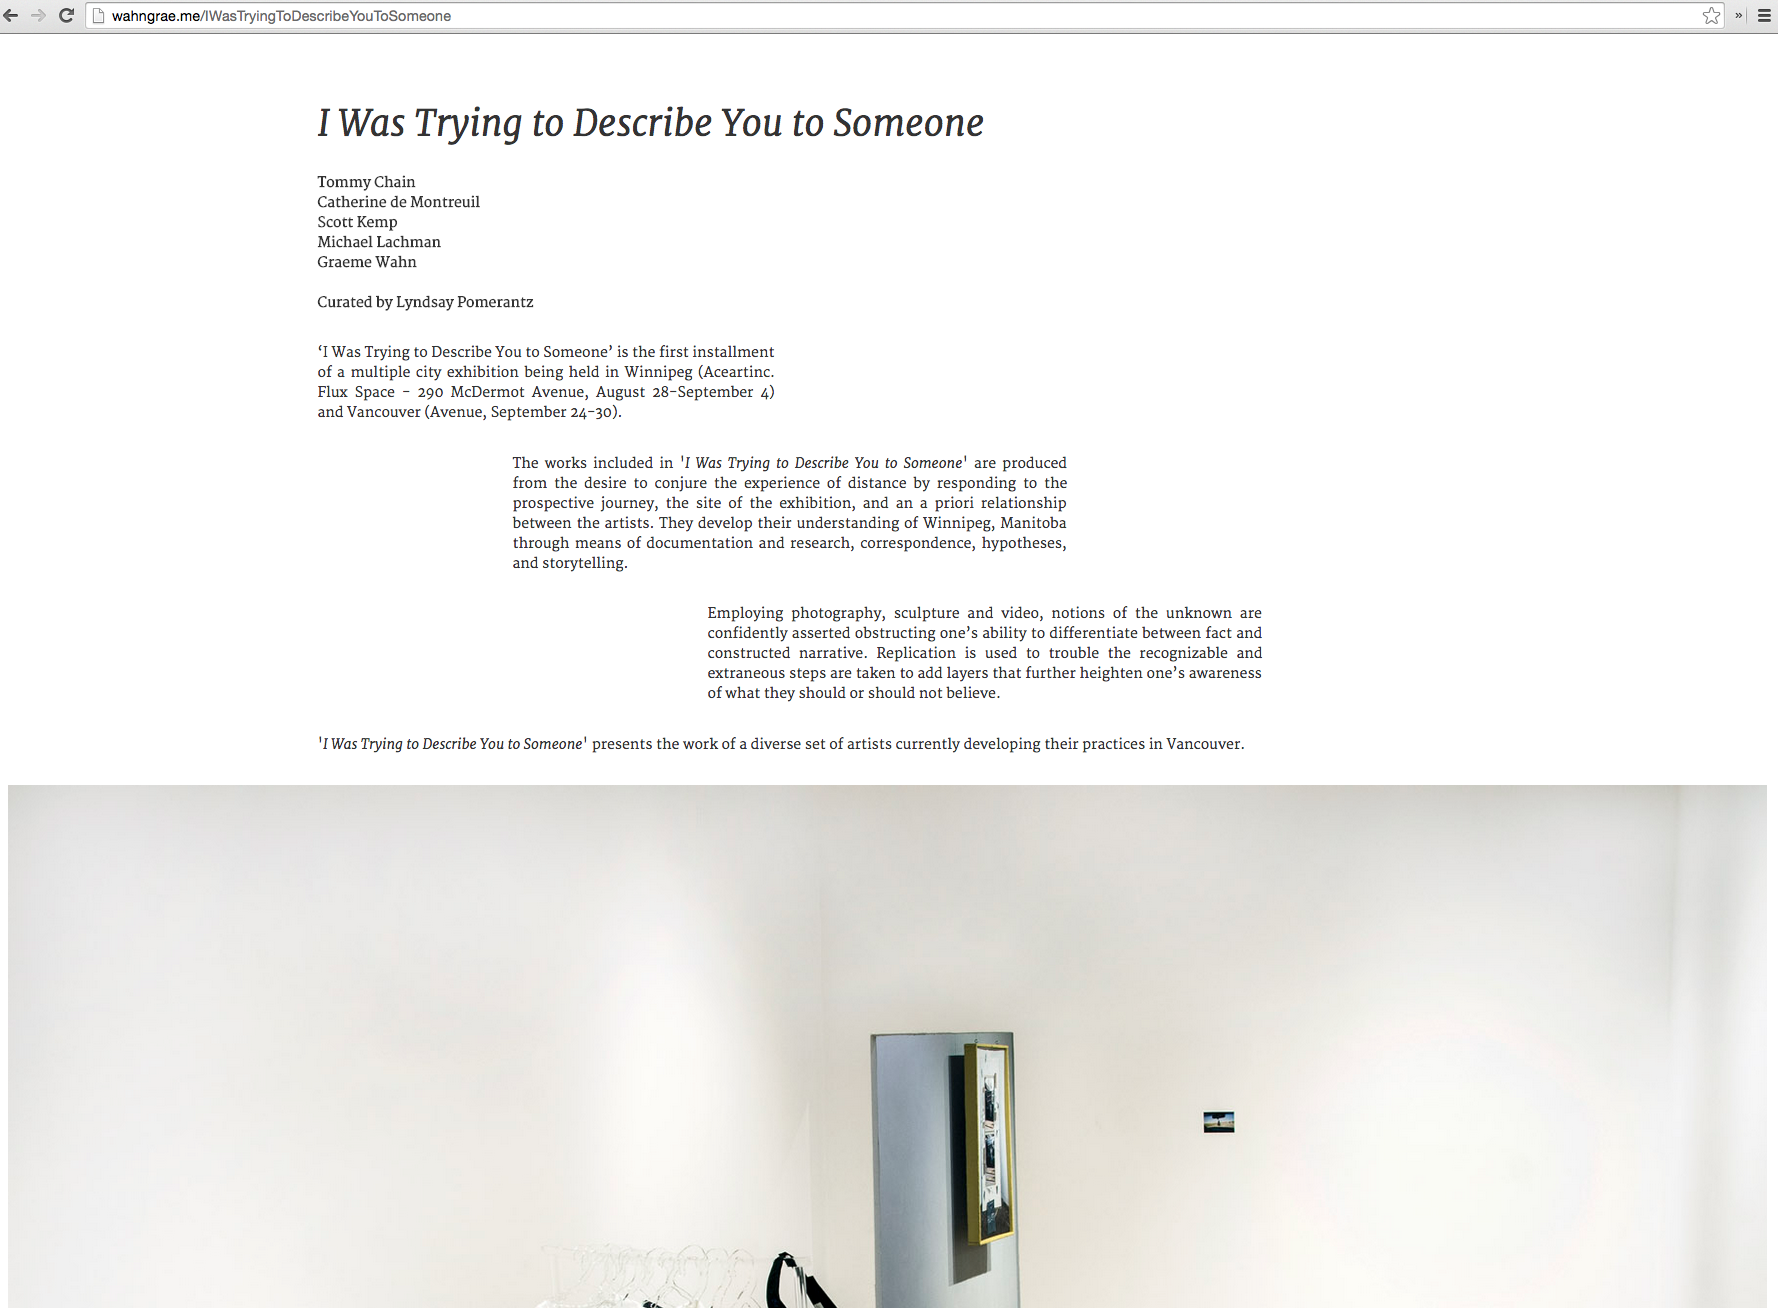 wahngrae.me/IWasTryingToDescribeYouToSomeone
»
I Was Trying to Describe You to Someone
Tommy Chain
Catherine de Montreuil
Scott Kemp
Michael Lachman
Graeme Wahn
Curated by Lyndsay Pomerantz
‘I Was Trying to Describe You to Someone’ is the first installment
of a multiple city exhibition being held in Winnipeg (Aceartinc.
Flux Space - 290 McDermot Avenue, August 28-September 4)
and Vancouver (Avenue, September 24-30).
The works included in 'I Was Trying to Describe You to Someone' are produced
from the desire to conjure the experience of distance by responding to the
prospective journey, the site of the exhibition, and an a priori relationship
between the artists. They develop their understanding of Winnipeg, Manitoba
through means of documentation and research, correspondence, hypotheses,
and storytelling.
Employing photography, sculpture and video, notions of the unknown are
confidently asserted obstructing one’s ability to differentiate between fact and
constructed narrative. Replication is used to trouble the recognizable and
extraneous steps are taken to add layers that further heighten one’s awareness
of what they should or should not believe.
'I Was Trying to Describe You to Someone' presents the work of a diverse set of artists currently developing their practices in Vancouver.